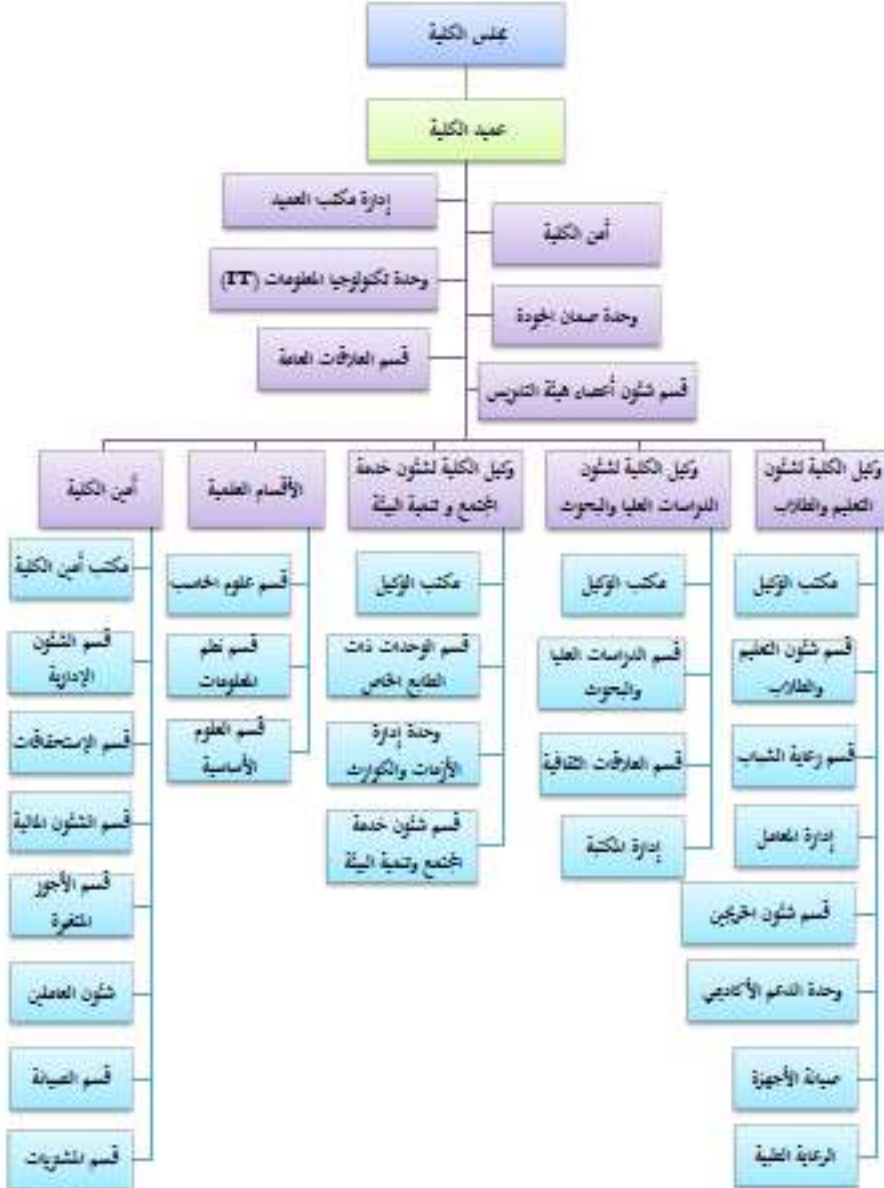 مجلس الكلية
عميد الكلية
إدارة مكتب العميد
أمن الكلية
وحدة تكنولوجيا المعلومات (IT)
وحدة ضمان الجودة
قسم العلاقات العامة
قسم شئون أعضاء هيئة التدريس
وكيل الكلية لشئون
التعليم والطلاب
مكتب الوكيل
قسم شئون التعليم
والطلاب
قسم رعاية الشباب
إدارة المعامل
قسم شئون الخريجين
وحدة الدعم الأكاديمي
صيانة الأجهزة
الرعاية الطبية
وكيل الكلية لشئون
الدراسات العليا والبحوث
مكتب الوكيل
قسم الدراسات العليا
والبحوث
قسم العلاقات الثقافية
إدارة المكتبة
وكيل الكلية لشئون خدمة
المجتمع و تنمية البيئة
مكتب الوكيل
قسم الوحدات ذات
الطابع الخاص
وحدة إدارة
الأزمات والكوارث
قسم شئون خدمة
المجتمع وتنمية البيئة
الأقسام العلمية
قسم علوم الحاسب
قسم نظم
المعلومات
قسم العلوم
الأساسية
أمين الكلية
مكتب أمين الكلية
قسم الشئون
الإدارية
قسم الإستحقاقات
قسم الشئون المالية
قسم الأجور
المتغيرة
شئون العاملين
قسم الصيانة
قسم المشتريات